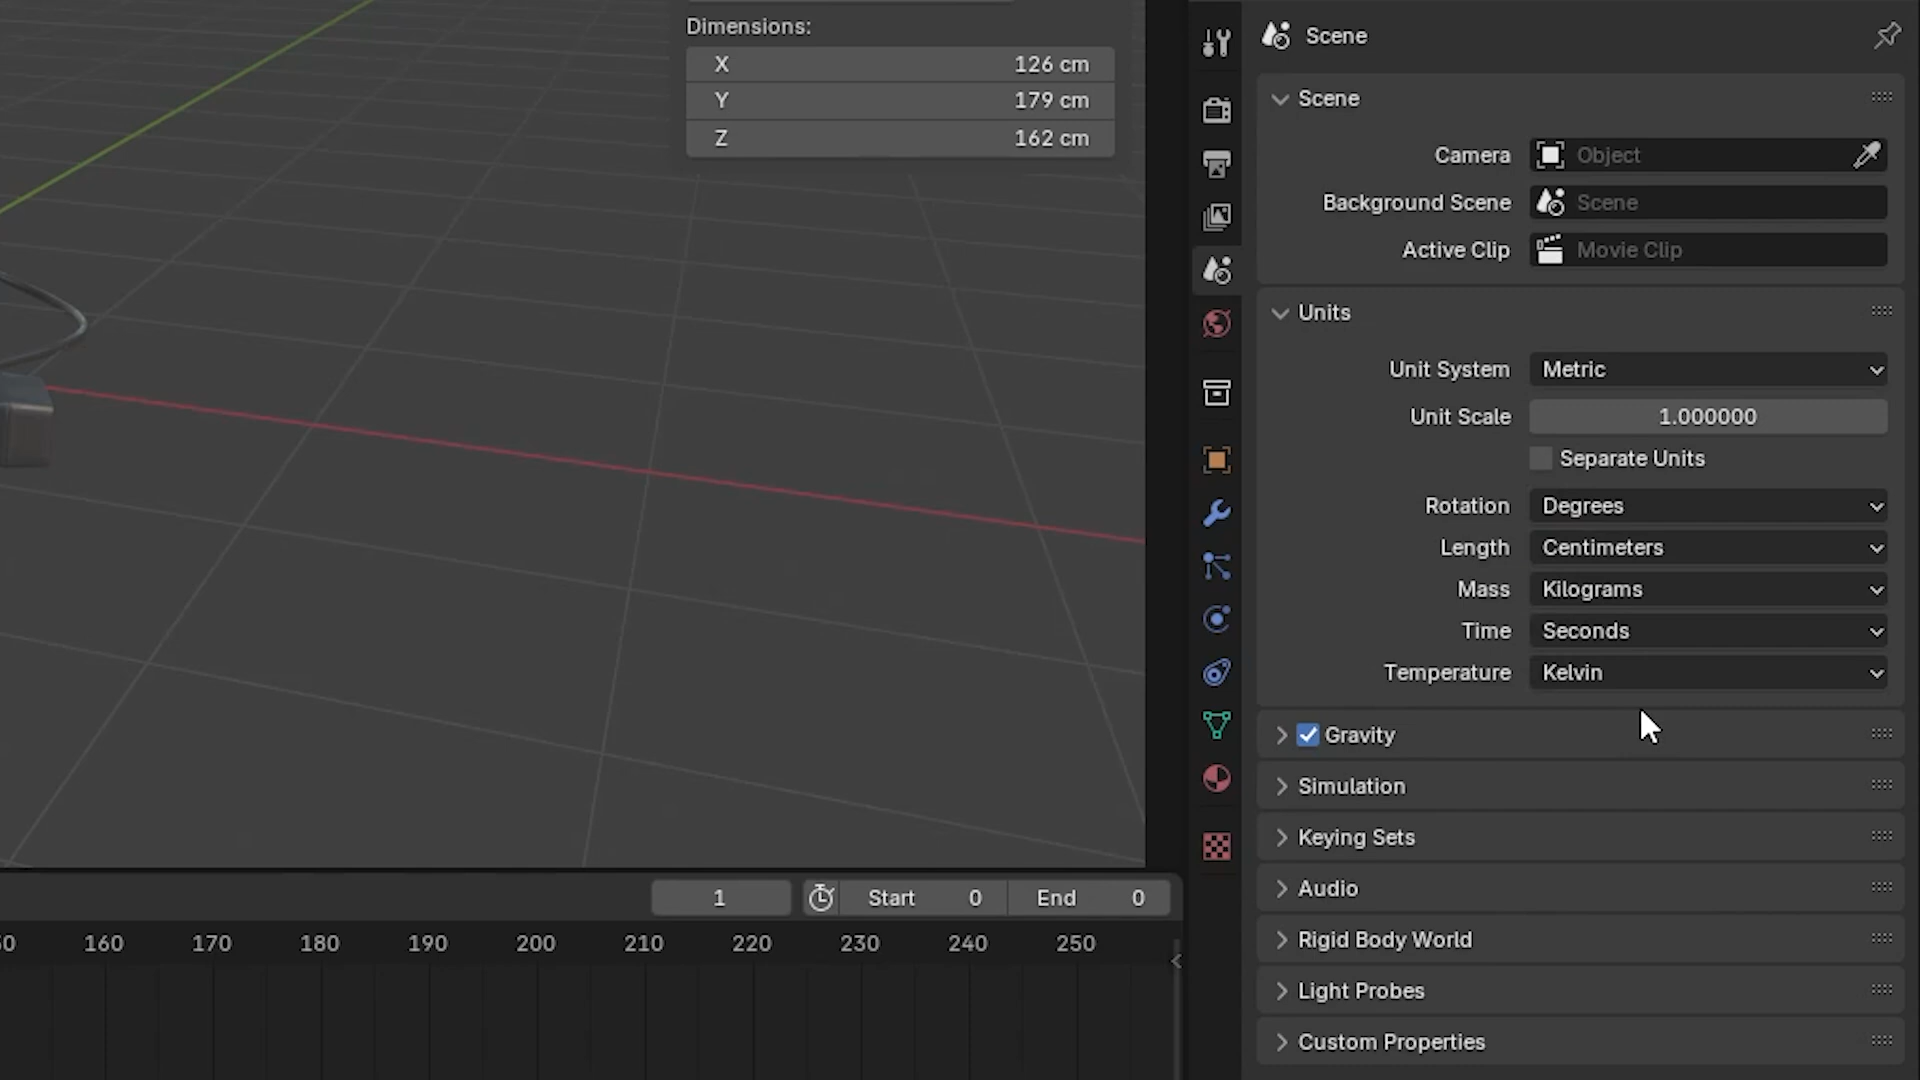 Dimensions:
X 126 cm
Y 179 cm
Z 162 cm
Scene
Scene
Camera Object
Background Scene Scene
Active Clip Movie Clip
Units
Unit System Metric
Unit Scale 1.000000
Separate Units
Rotation Degrees
Length Centimeters
Mass Kilograms
Time Seconds
Temperature Kelvin
Gravity
Simulation
Keying Sets
Audio
Rigid Body World
Light Probes
Custom Properties
1 Start 0 End 0
160 170 180 190 200 210 220 230 240 250